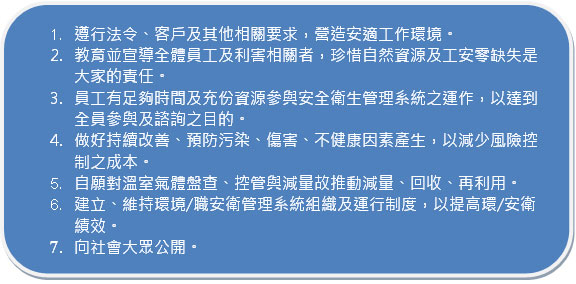 1. 遵行法令、客戶及其他相關要求，營造安適工作環境。
2. 教育並宣導全體員工及利害相關者，珍惜自然資源及工安零缺失是
大家的責任。
3. 員工有足夠時間及充份資源參與安全衛生管理系統之運作，以達到
全員參與及諮詢之目的。
4. 做好持續改善、預防污染、傷害、不健康因素產生，以減少風險控
制之成本。
5. 自願對溫室氣體盤查、控管與減量故推動減量、回收、再利用。
6. 建立、維持環境/職安衛管理系統組織及運行制度，以提高環/安衛
績效。
7. 向社會大眾公開。